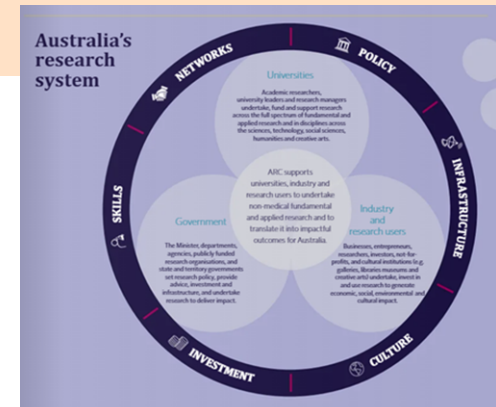 Australia's
research
system
NETWORKS
POLICY
INFRASTRUCTURE
CULTURE
INVESTMENT
SKILLS
Universities
Academic researchers,
university leaders and research managers
undertake, fund and support research
across the full spectrum of fundamental and
applied research and in disciplines across
the sciences, technology, social sciences,
humanities and creative arts.
ARC supports
universities, industry and
research users to undertake
non-medical fundamental
and applied research and to
translate it into impactful
outcomes for Australia.
Government
The Minister, departments,
agencies, publicly funded
research organisations, and
state and territory governments
set research policy, provide
advice, investment and
infrastructure, and undertake
research to deliver impact.
Industry
and
research users
Businesses, entrepreneurs,
researchers, investors, not-for-
profits, and cultural institutions (e.g.
galleries, libraries museums and
creative arts) undertake, invest in
and use research to generate
economic, social, environmental and
cultural impact.